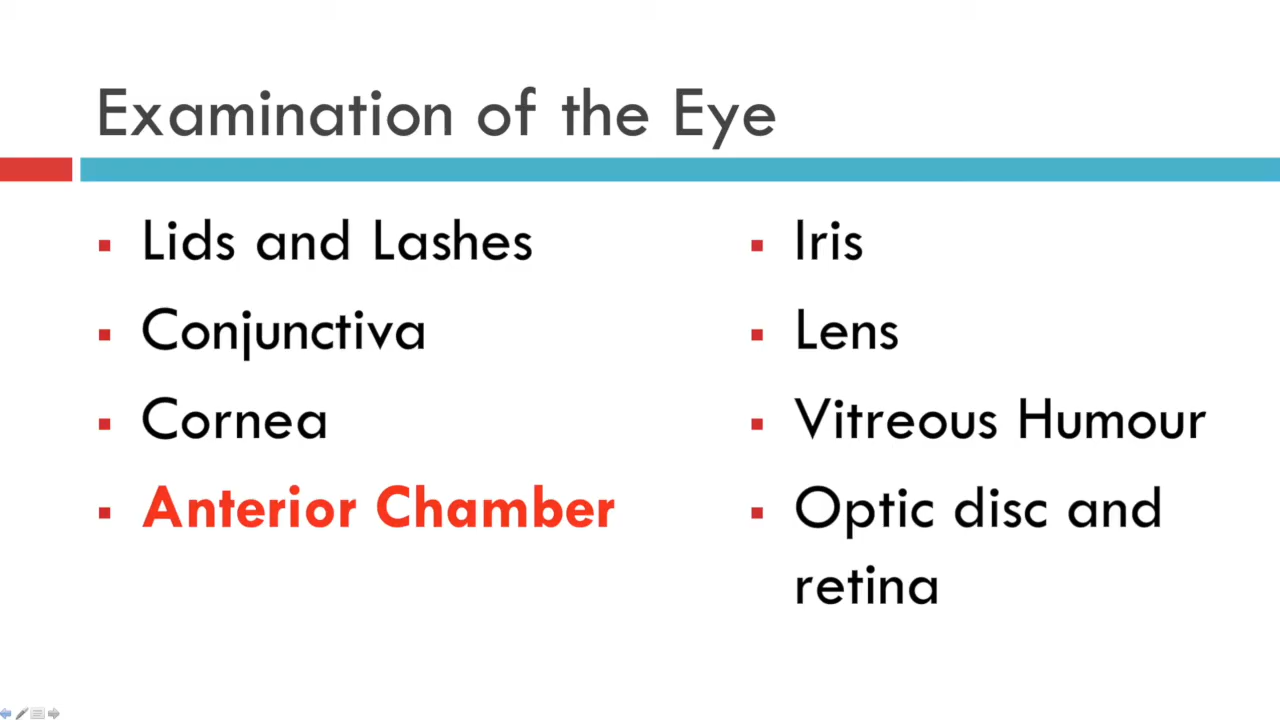 Examination of the Eye
Lids and Lashes
Conjunctiva
Cornea
Anterior Chamber
Iris
Lens
Vitreous Humour
Optic disc and
retina